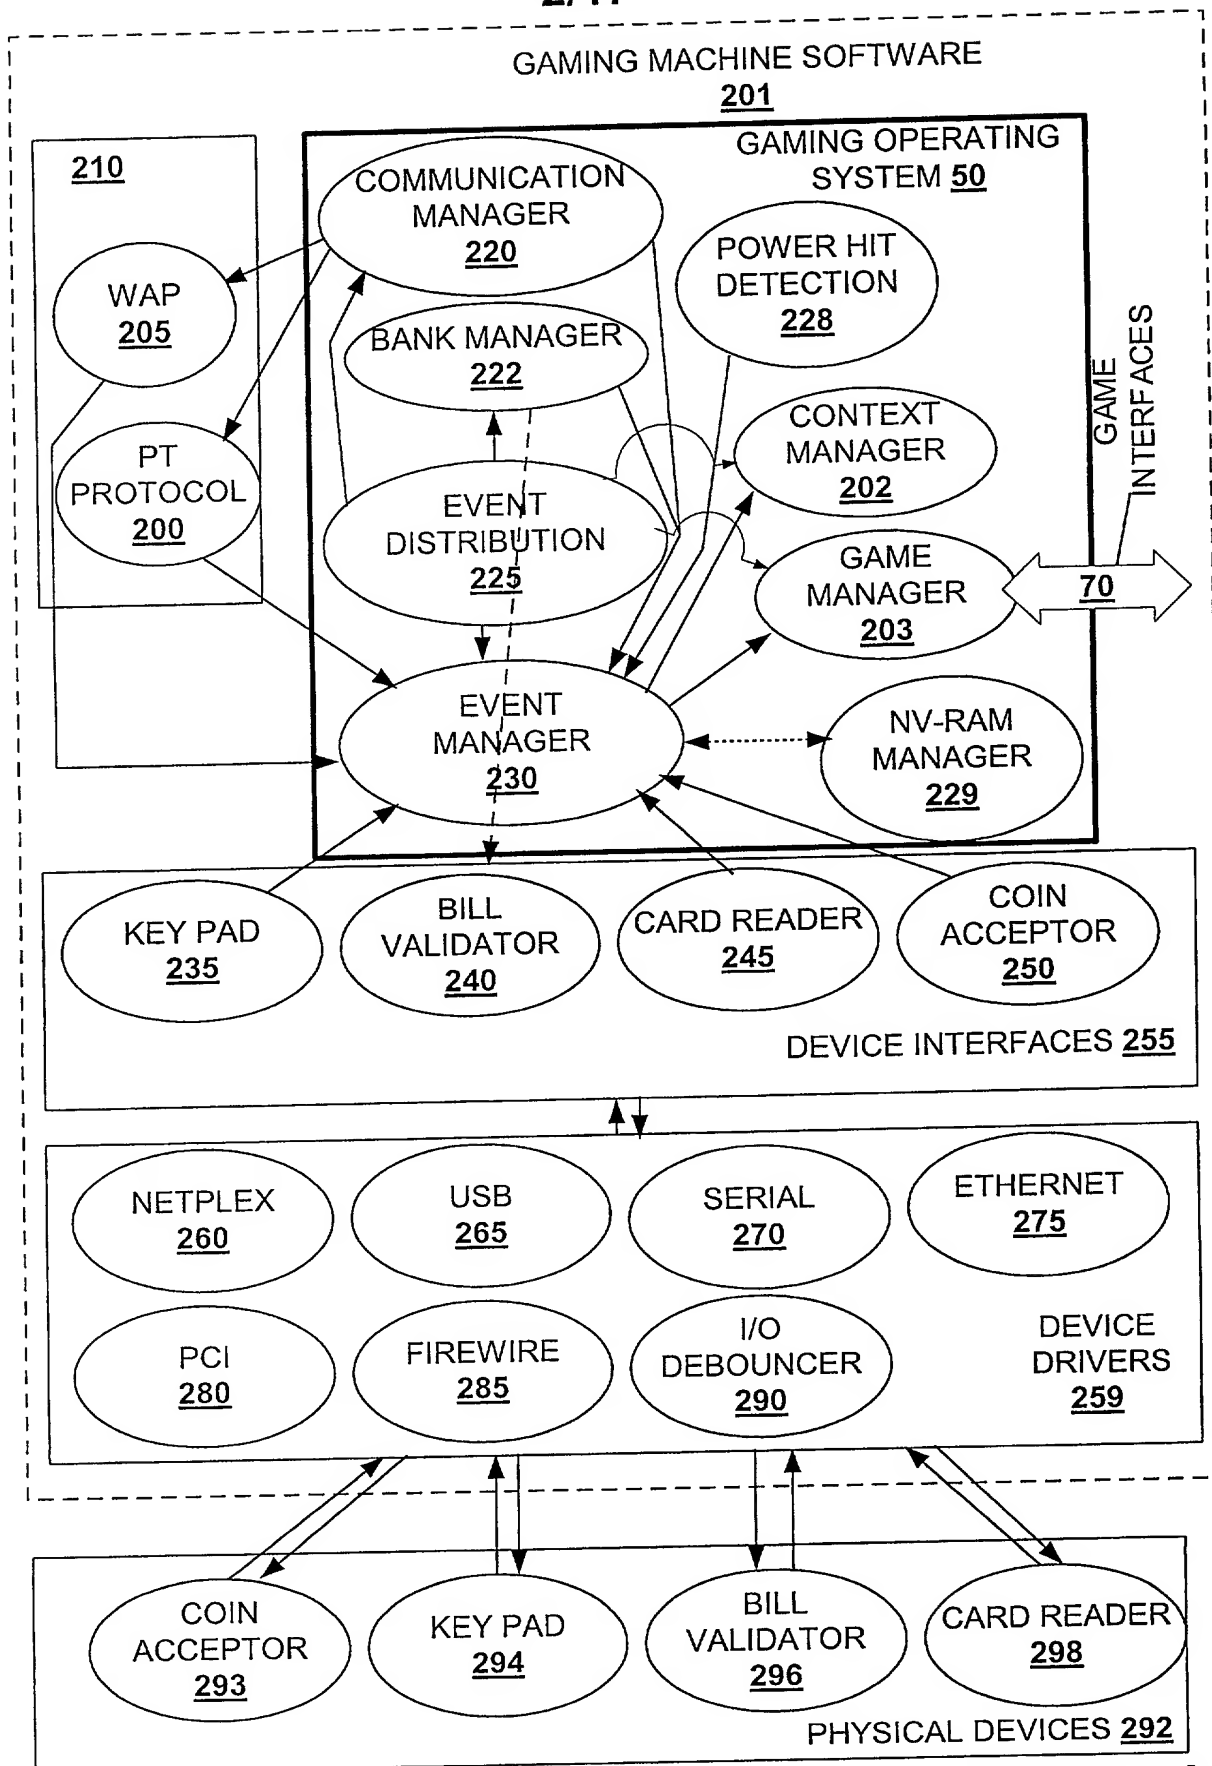 GAMING MACHINE SOFTWARE
201
210
GAMING OPERATING
SYSTEM 50
COMMUNICATION
MANAGER
220
POWER HIT
DETECTION
228
WAP
205
BANK MANAGER
222
GAME
INTERFACES
CONTEXT
MANAGER
202
PT
PROTOCOL
200
EVENT
DISTRIBUTION
225
GAME
MANAGER
203
70
EVENT
MANAGER
230
NV-RAM
MANAGER
229
KEY PAD
235
BILL
VALIDATOR
240
CARD READER
245
COIN
ACCEPTOR
250
DEVICE INTERFACES 255
NETPLEX
260
USB
265
SERIAL
270
ETHERNET
275
PCI
280
FIREWIRE
285
I/O
DEBOUNCER
290
DEVICE
DRIVERS
259
COIN
ACCEPTOR
293
KEY PAD
294
BILL
VALIDATOR
296
CARD READER
298
PHYSICAL DEVICES 292